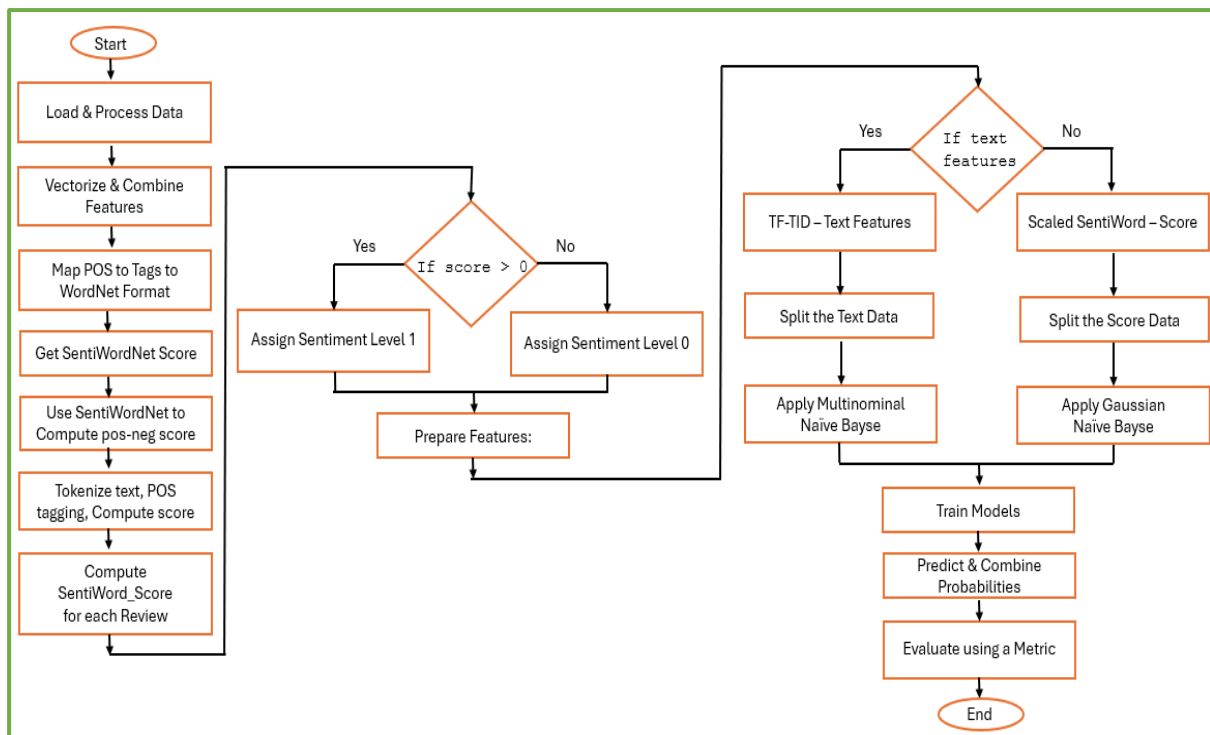 Start
Load & Process Data
Vectorize & Combine
Features
Map POS to Tags to
WordNet Format
Get SentiWordNet Score
Use SentiWordNet to
Compute pos-neg score
Tokenize text, POS
tagging, Compute score
Compute
SentiWord_Score
for each Review
Yes
If score > 0
No
Assign Sentiment Level 1
Assign Sentiment Level 0
Prepare Features:
Yes
If text
features
No
TF-TID – Text Features
Scaled SentiWord – Score
Split the Text Data
Split the Score Data
Apply Multinominal
Naïve Bayse
Apply Gaussian
Naïve Bayse
Train Models
Predict & Combine
Probabilities
Evaluate using a Metric
End